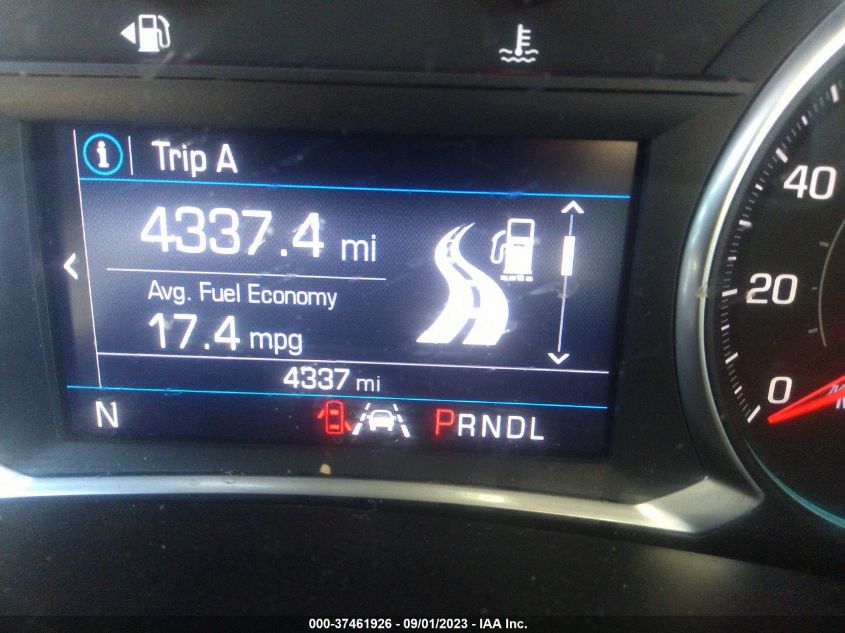 Trip A
4337.4 mi
Avg. Fuel Economy
17.4 mpg
4337 mi
N PRNDL
40
20
0
000-37461926 - 09/01/2023 - IAA Inc.